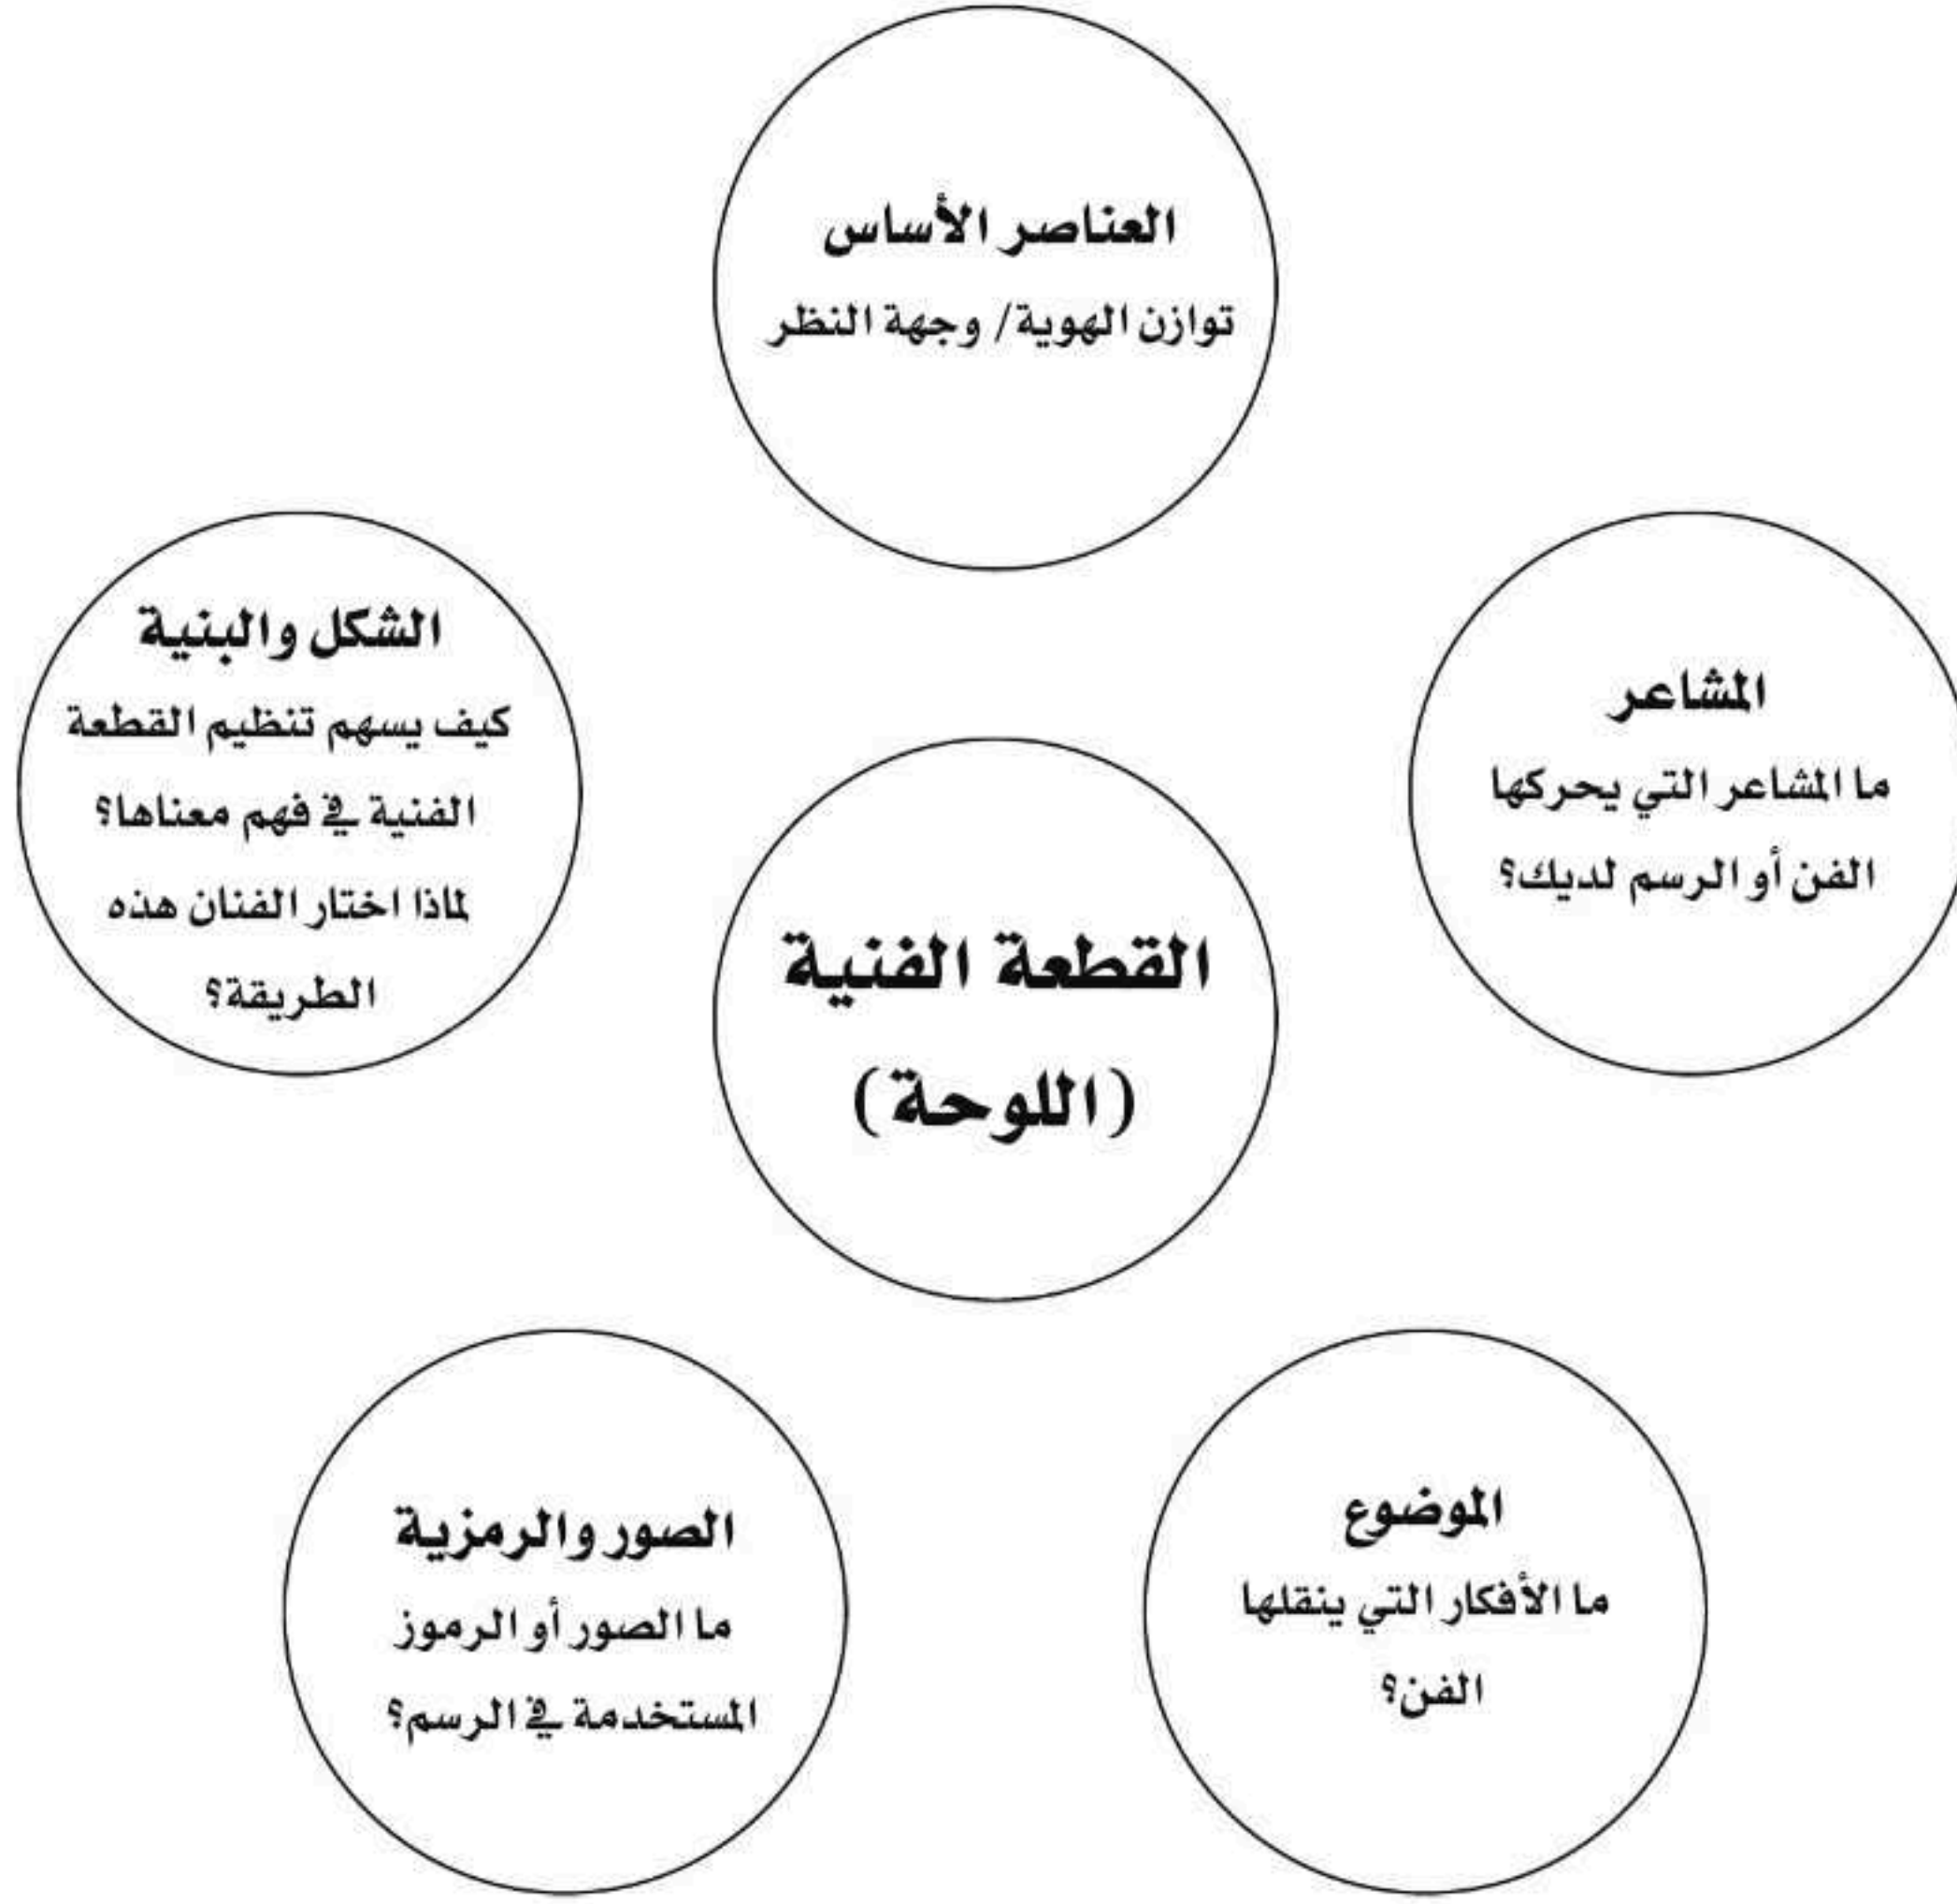 العناصر الأساس
توازن الهوية/ وجهة النظر
المشاعر
ما المشاعر التي يحركها
الفن أو الرسم لديك؟
الشكل والبنية
كيف يسهم تنظيم القطعة
الفنية في فهم معناها؟
لماذا اختار الفنان هذه
الطريقة؟
القطعة الفنية
(اللوحة)
الموضوع
ما الأفكار التي ينقلها
الفن؟
الصور والرمزية
ما الصور أو الرموز
المستخدمة في الرسم؟